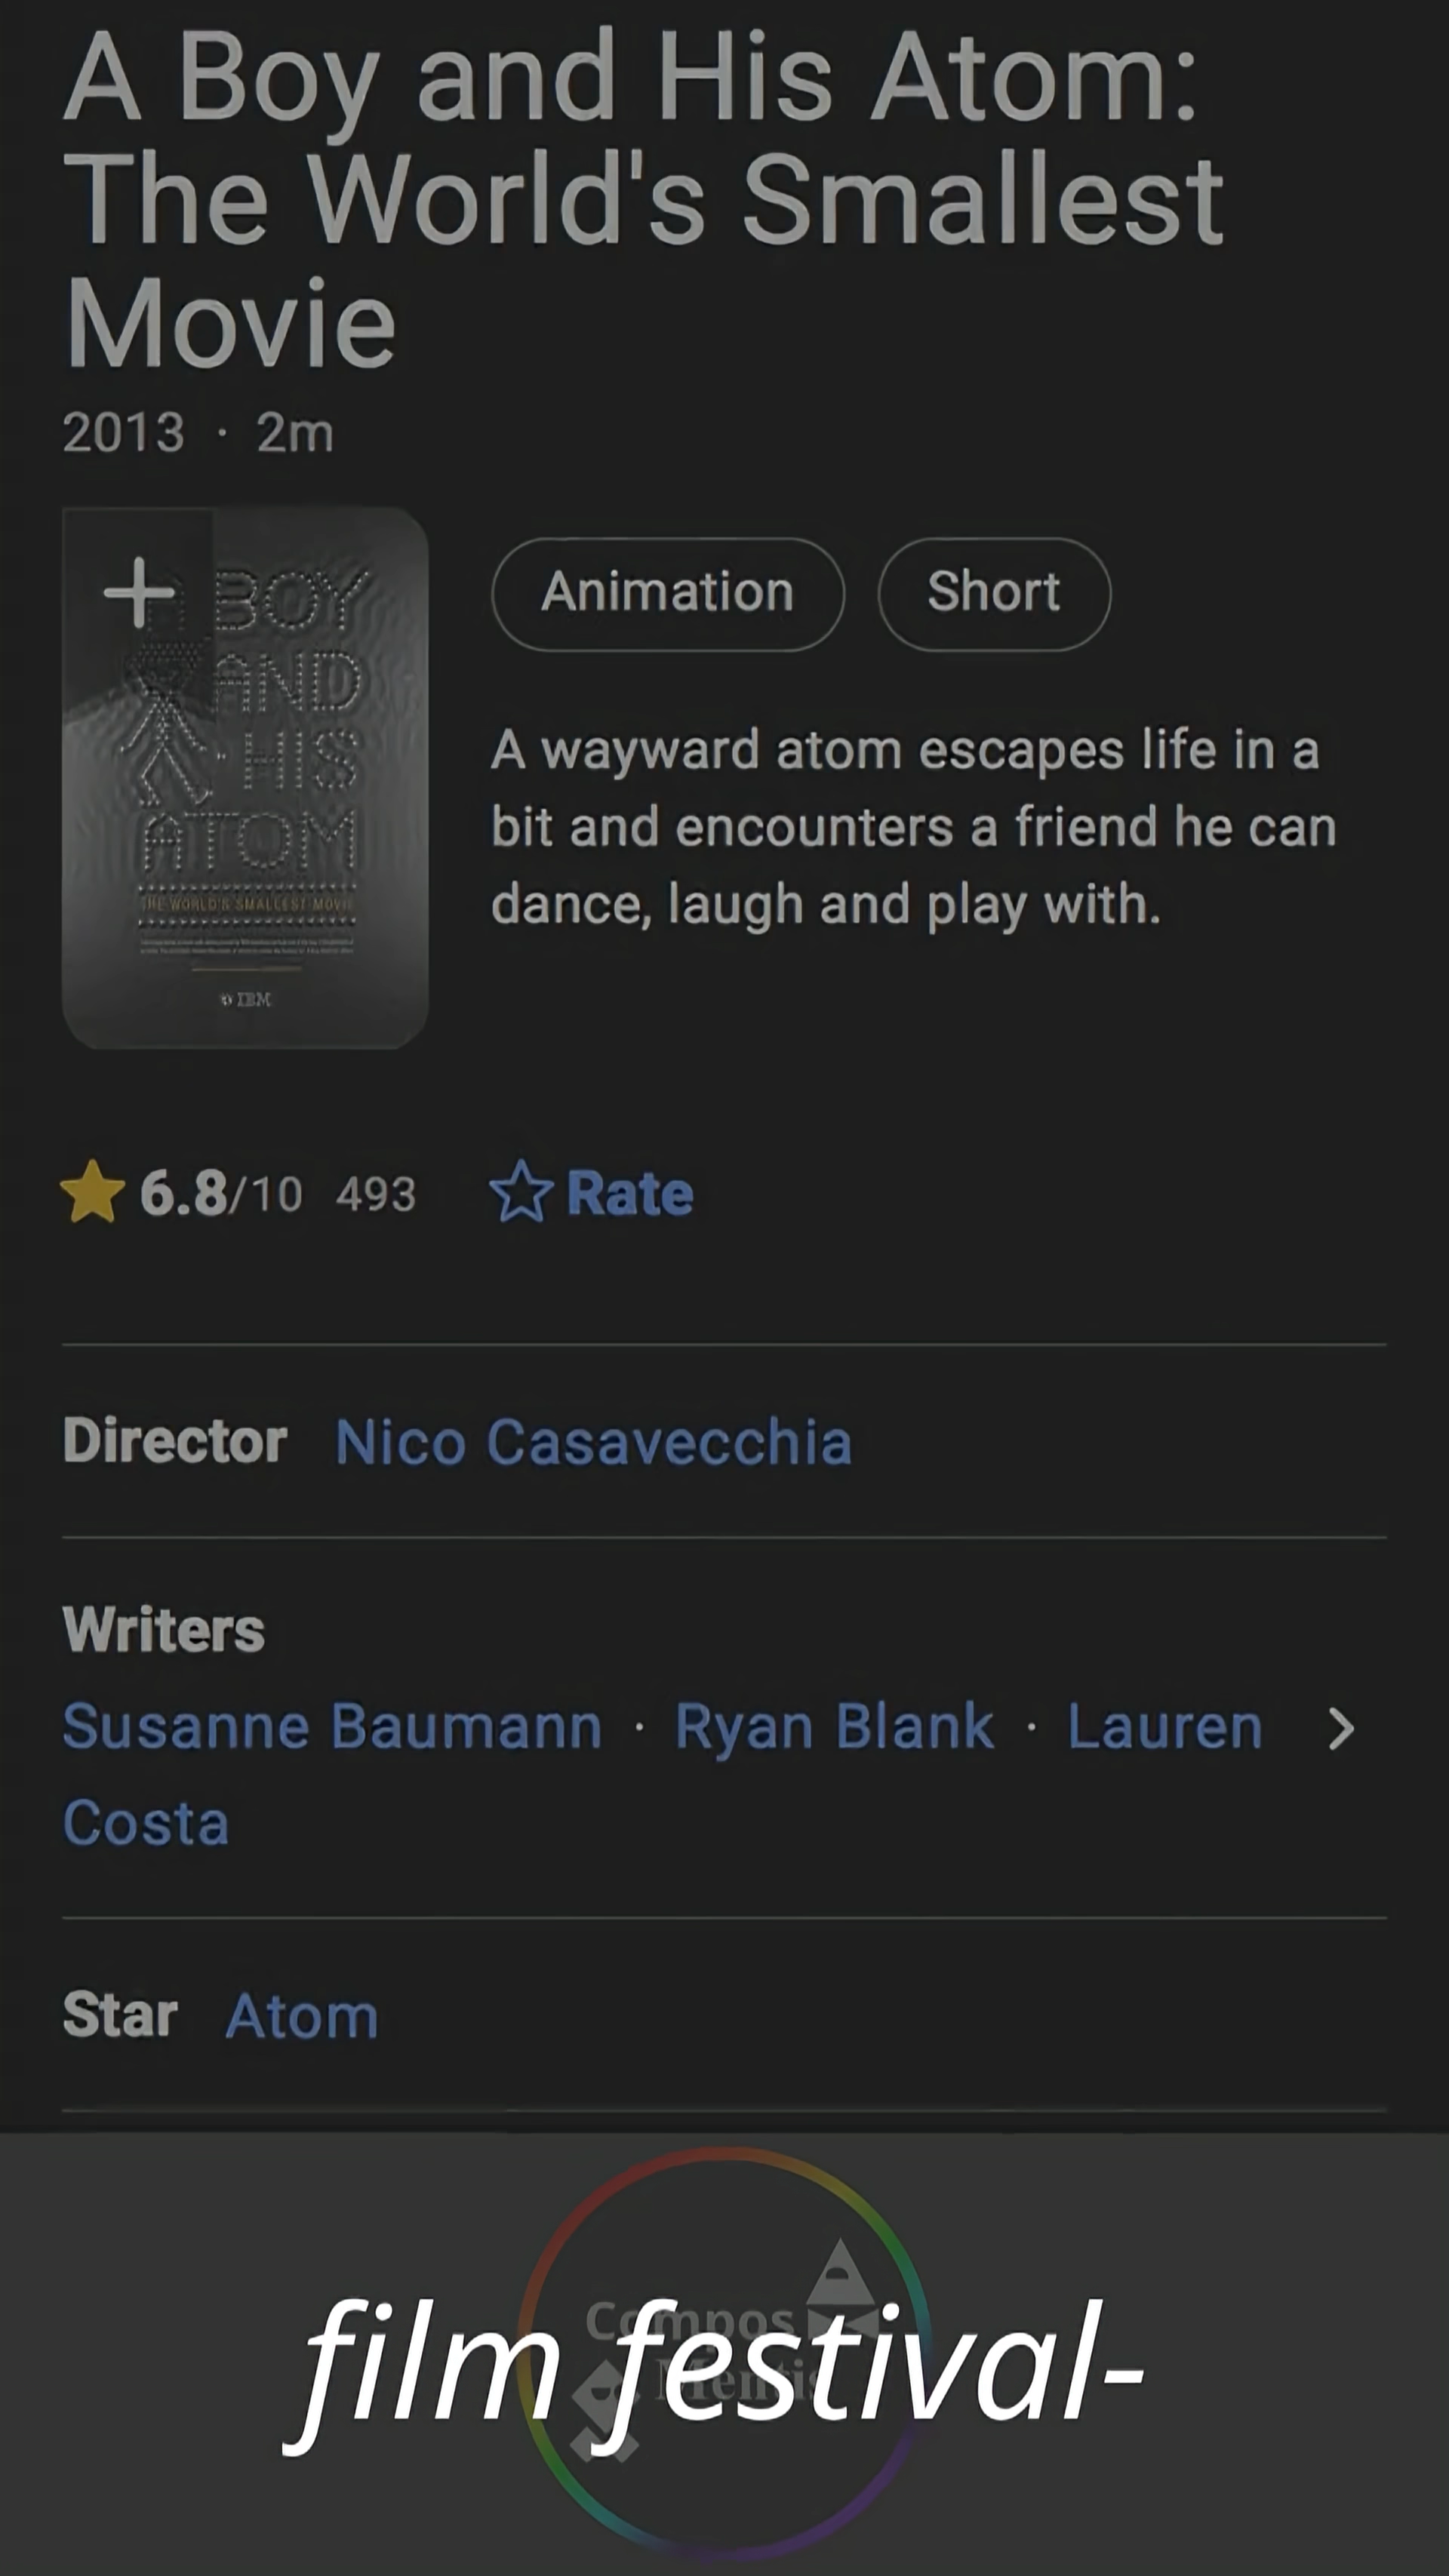 A Boy and His Atom:
The World's Smallest
Movie
2013 · 2m
BOY
AND
HIS
ATOM
THE WORLD'S SMALLEST MOVIE
IBM
Animation
Short
A wayward atom escapes life in a
bit and encounters a friend he can
dance, laugh and play with.
6.8/10 493
Rate
Director Nico Casavecchia
Writers
Susanne Baumann · Ryan Blank · Lauren
Costa
Star Atom
Compos
Mentis
film festival-